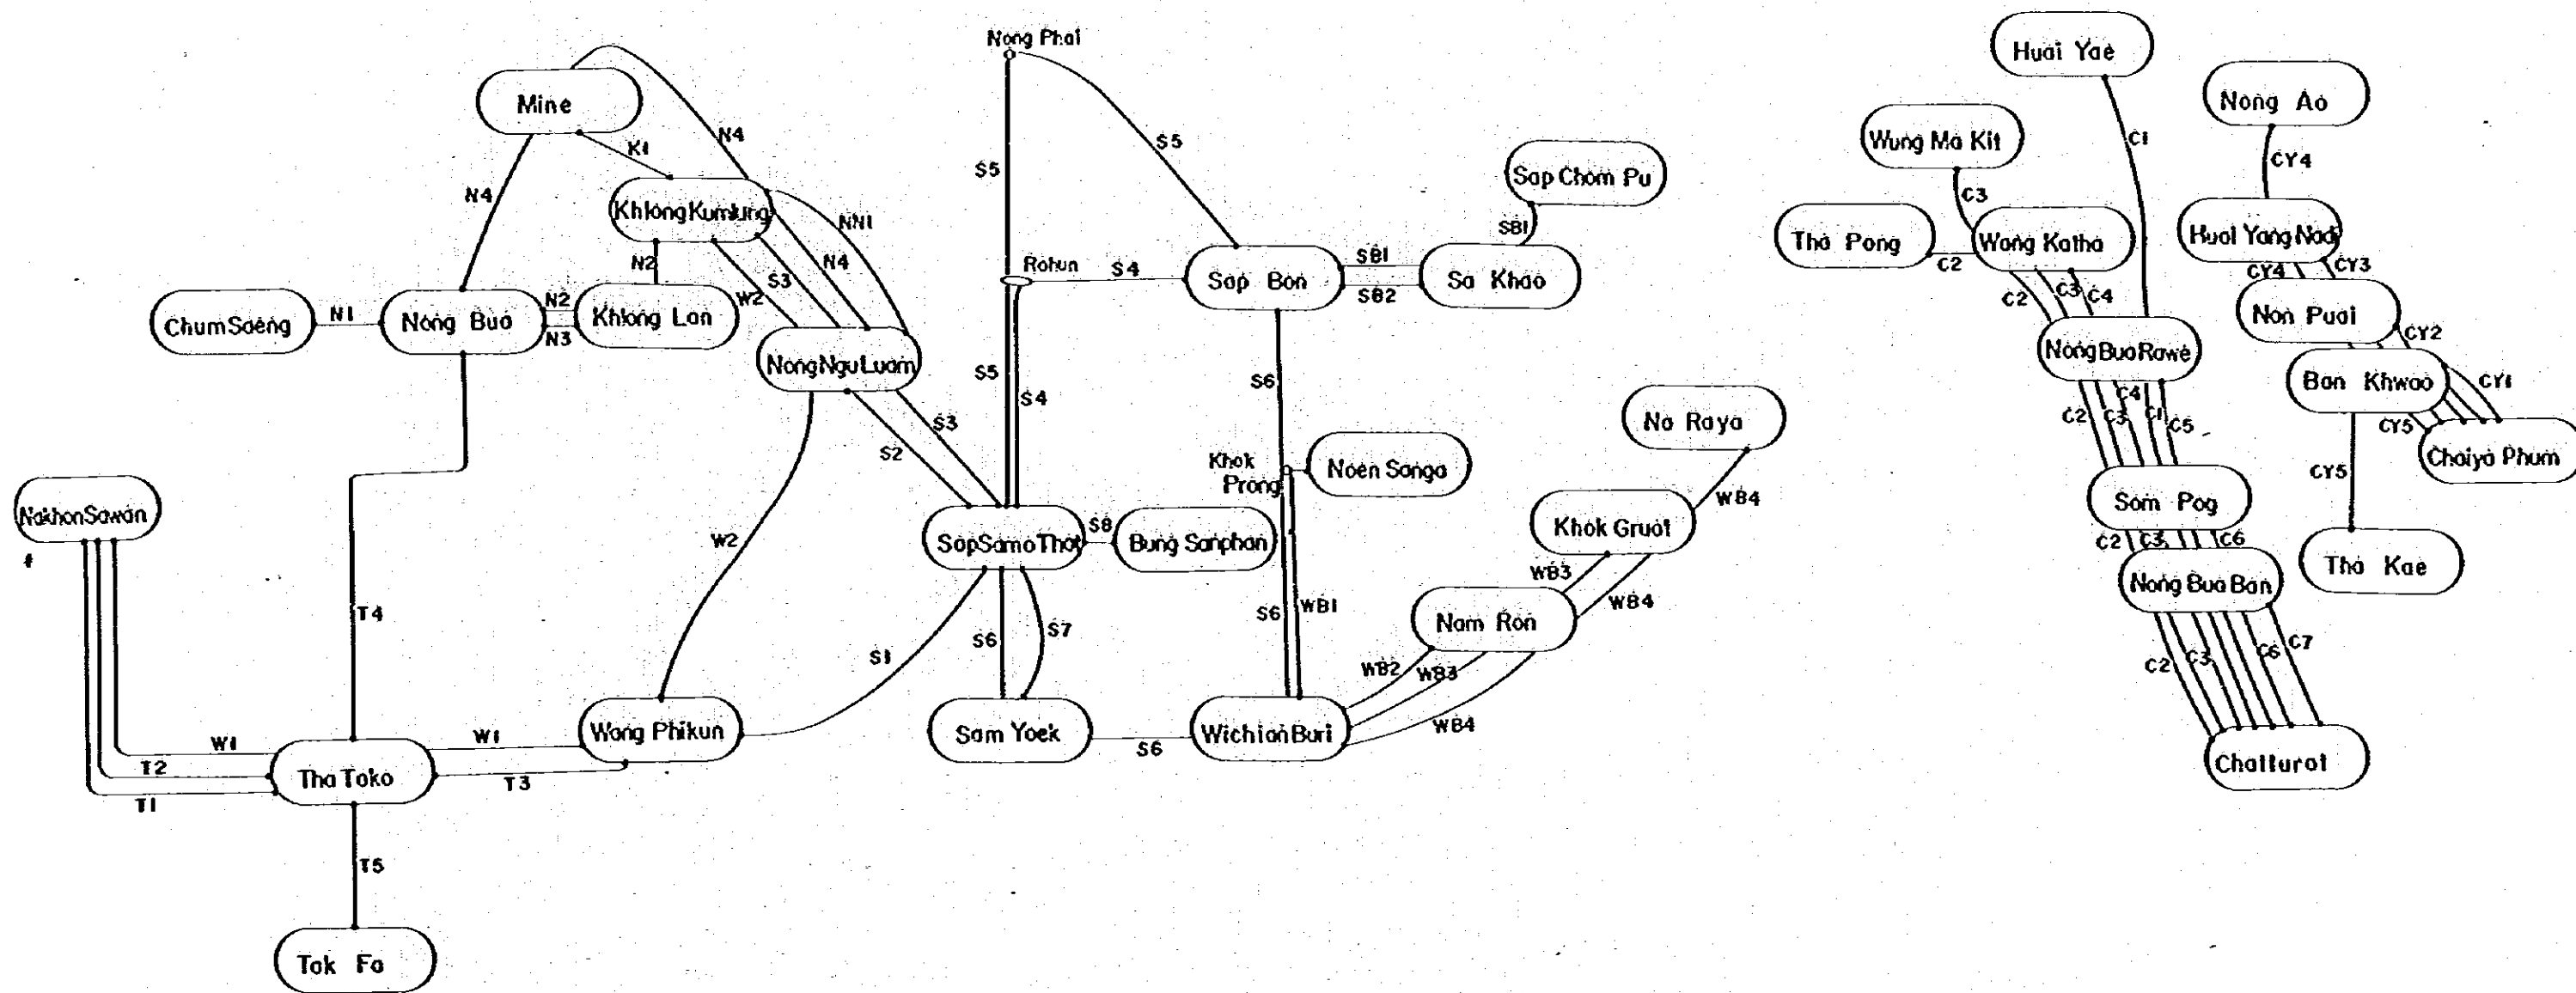 Nong Phai
Huai Yae
Mine
Nong Ao
N4
K1
S5
S5
C1
Wung Ma Kit
CY4
Sap Chom Pu
N4
Khlong Kumlung
NN1
C3
SB1
Tha Pong
C2
Wang Katha
Huai Yang Nadi
N2
S3
N4
W2
Rahun
S4
Sap Bon
SB1
SB2
Sa Khao
C2
C3
C4
CY4
CY3
Chum Saeng
N1
Nong Bua
N2
N3
Khlong Lan
Non Puai
CY2
Nong Ngu Luam
Nong Bua Rawe
S5
S4
S6
Ban Khwao
CY1
Na Raya
C2
C3
C4
C1
C5
CY5
S3
S2
Khok
Prong
Noen Sanga
Chaiya Phum
CY5
WB4
Nakhon Sawan
#
Som Pog
Khok Gruat
W2
Sap Samo Thot
S8
Bung Sanphan
C2
C3
C6
Tha Kae
WB3
Nong Bua Ban
T4
S6
WB1
WB4
S6
S7
Nam Ron
S1
C2
C3
C6
C7
WB2
WB3
WB4
W1
W1
Wang Phikun
Sam Yoek
S6
Wichian Buri
T2
Tha Tako
T3
T1
Chatturat
T5
Tak Fa